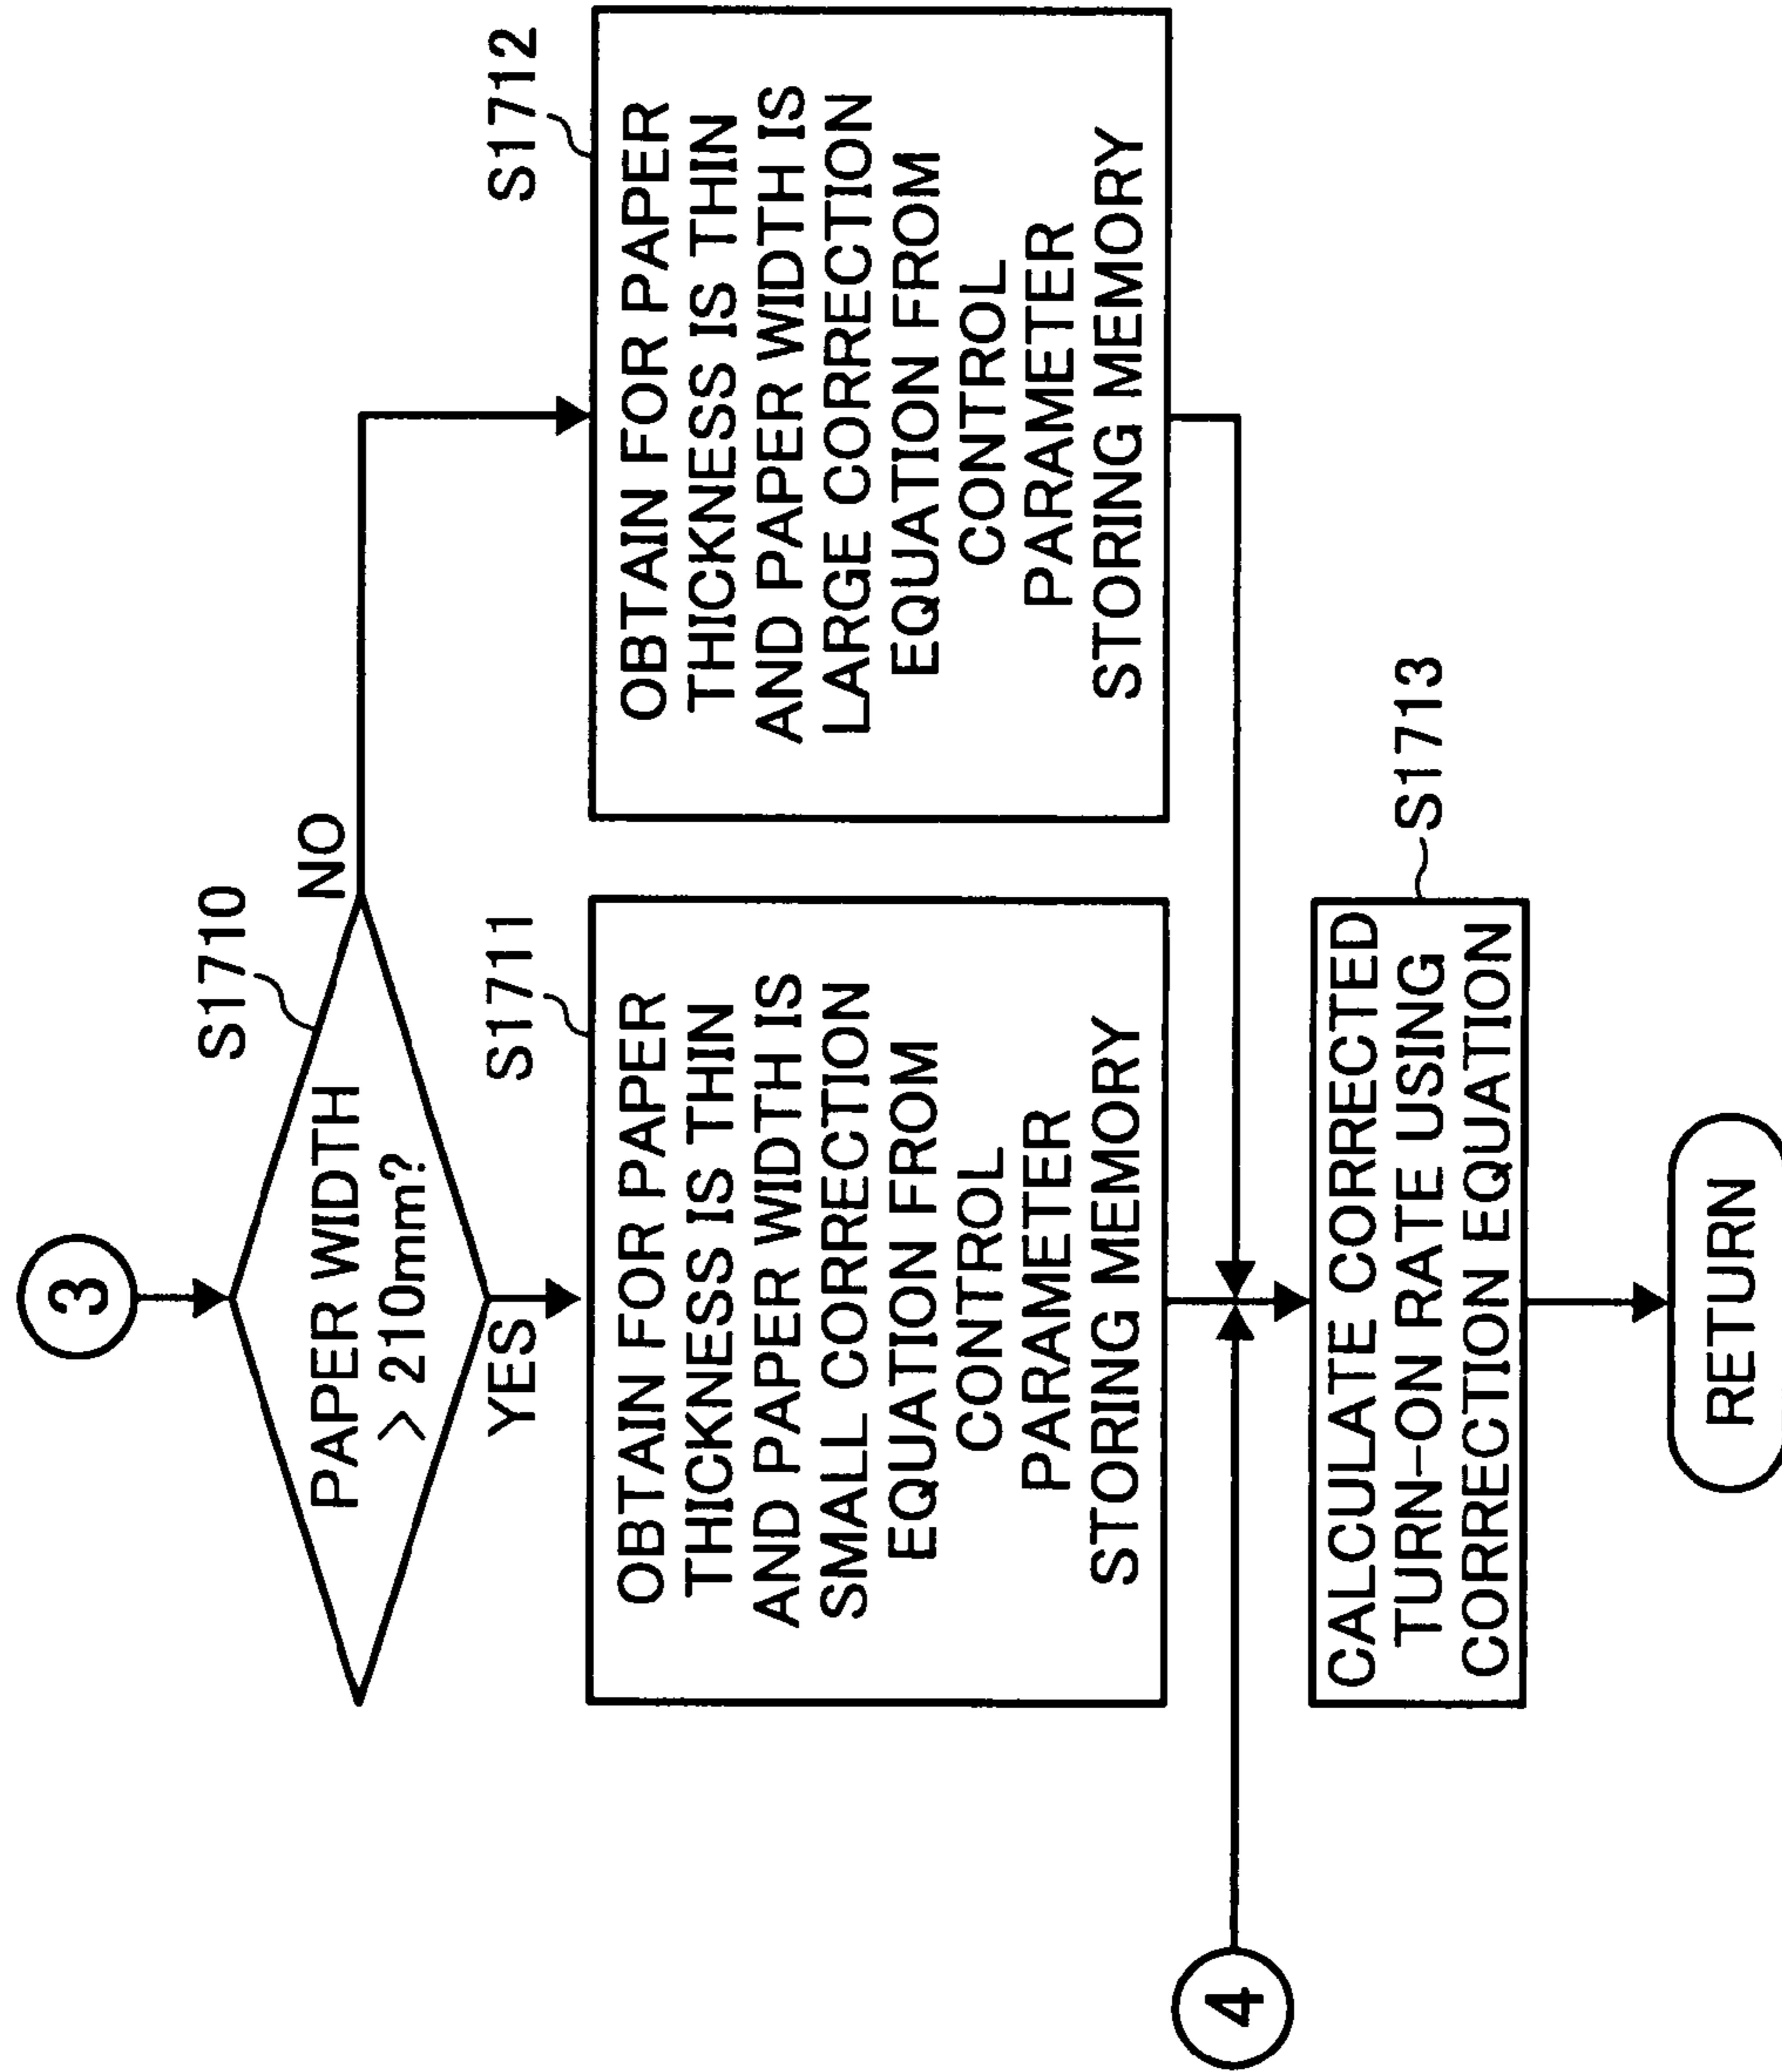 3
S1710
PAPER WIDTH
> 210mm?
NO
YES
S1711
OBTAIN FOR PAPER
THICKNESS IS THIN
AND PAPER WIDTH IS
SMALL CORRECTION
EQUATION FROM
CONTROL
PARAMETER
STORING MEMORY
S1712
OBTAIN FOR PAPER
THICKNESS IS THIN
AND PAPER WIDTH IS
LARGE CORRECTION
EQUATION FROM
CONTROL
PARAMETER
STORING MEMORY
4
S1713
CALCULATE CORRECTED
TURN-ON RATE USING
CORRECTION EQUATION
RETURN